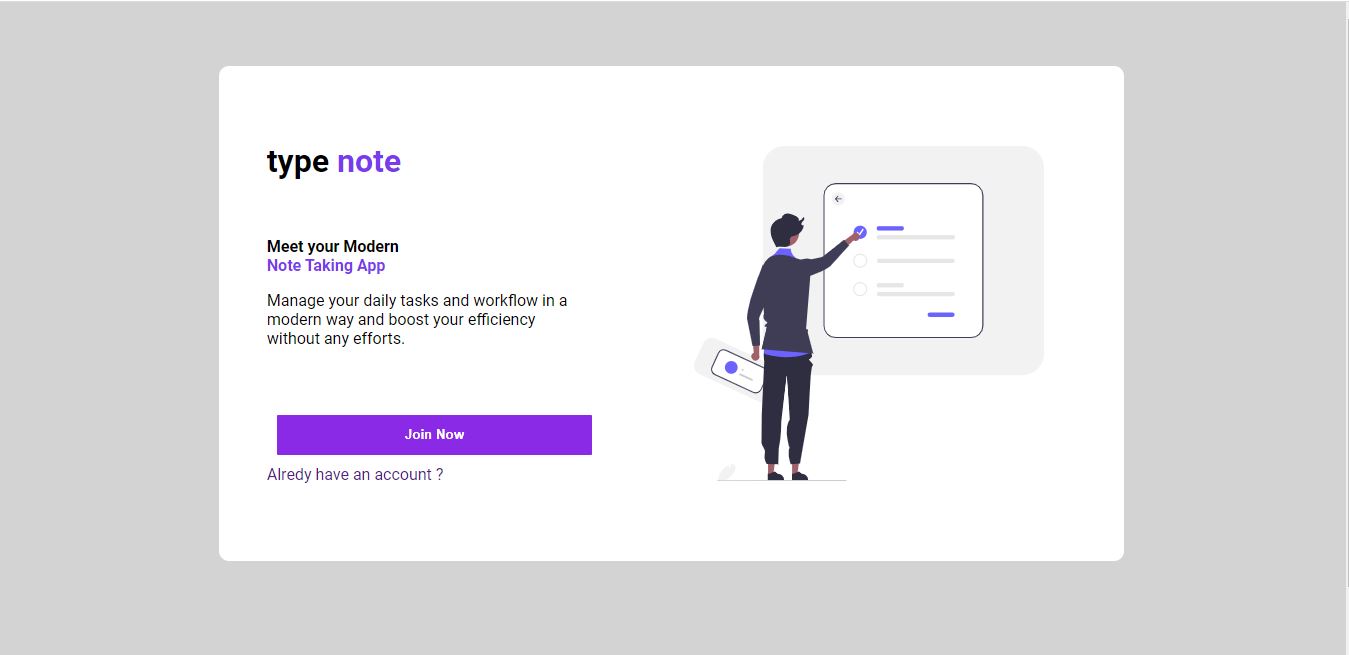 type note
Meet your Modern
Note Taking App
Manage your daily tasks and workflow in a
modern way and boost your efficiency
without any efforts.
Join Now
Alredy have an account ?